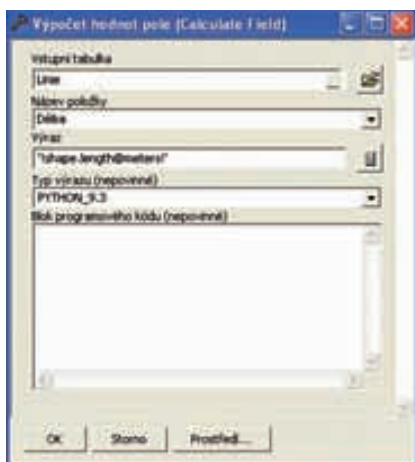 Výpočet hodnot pole (Calculate Field)
Vstupní tabulka
Linie
Název položky
Délka
Výraz
"!shape.length@meters!"
Typ výrazu (nepovinné)
PYTHON_9.3
Blok programového kódu (nepovinné)
OK Storno Prostředí...